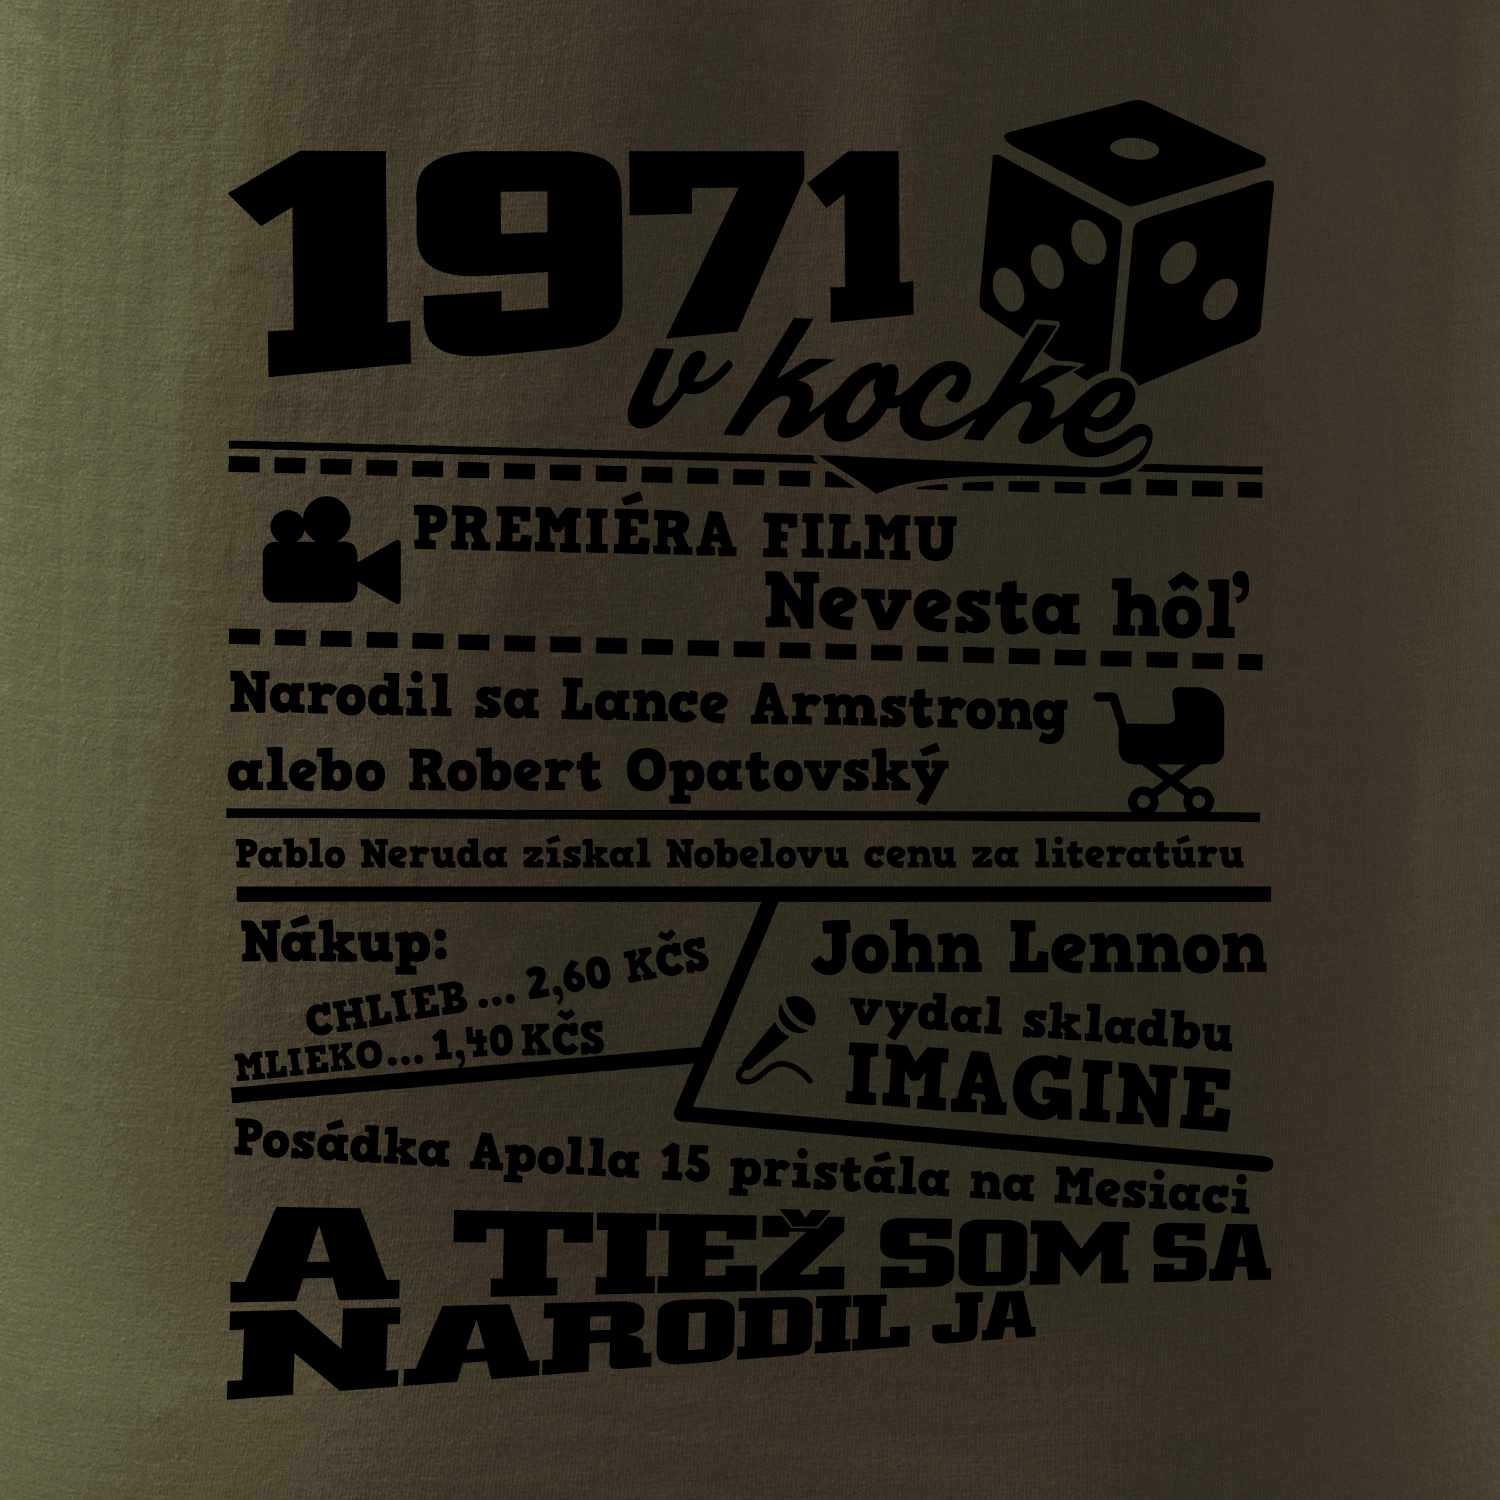 1971
v kocke
PREMIÉRA FILMU
Nevesta hôľ
Narodil sa Lance Armstrong
alebo Robert Opatovský
Pablo Neruda získal Nobelovu cenu za literatúru
Nákup:
CHLIEB ... 2,60 KČS
MLIEKO... 1,40 KČS
John Lennon
vydal skladbu
IMAGINE
Posádka Apolla 15 pristála na Mesiaci
A TIEŽ SOM SA
NARODIL JA